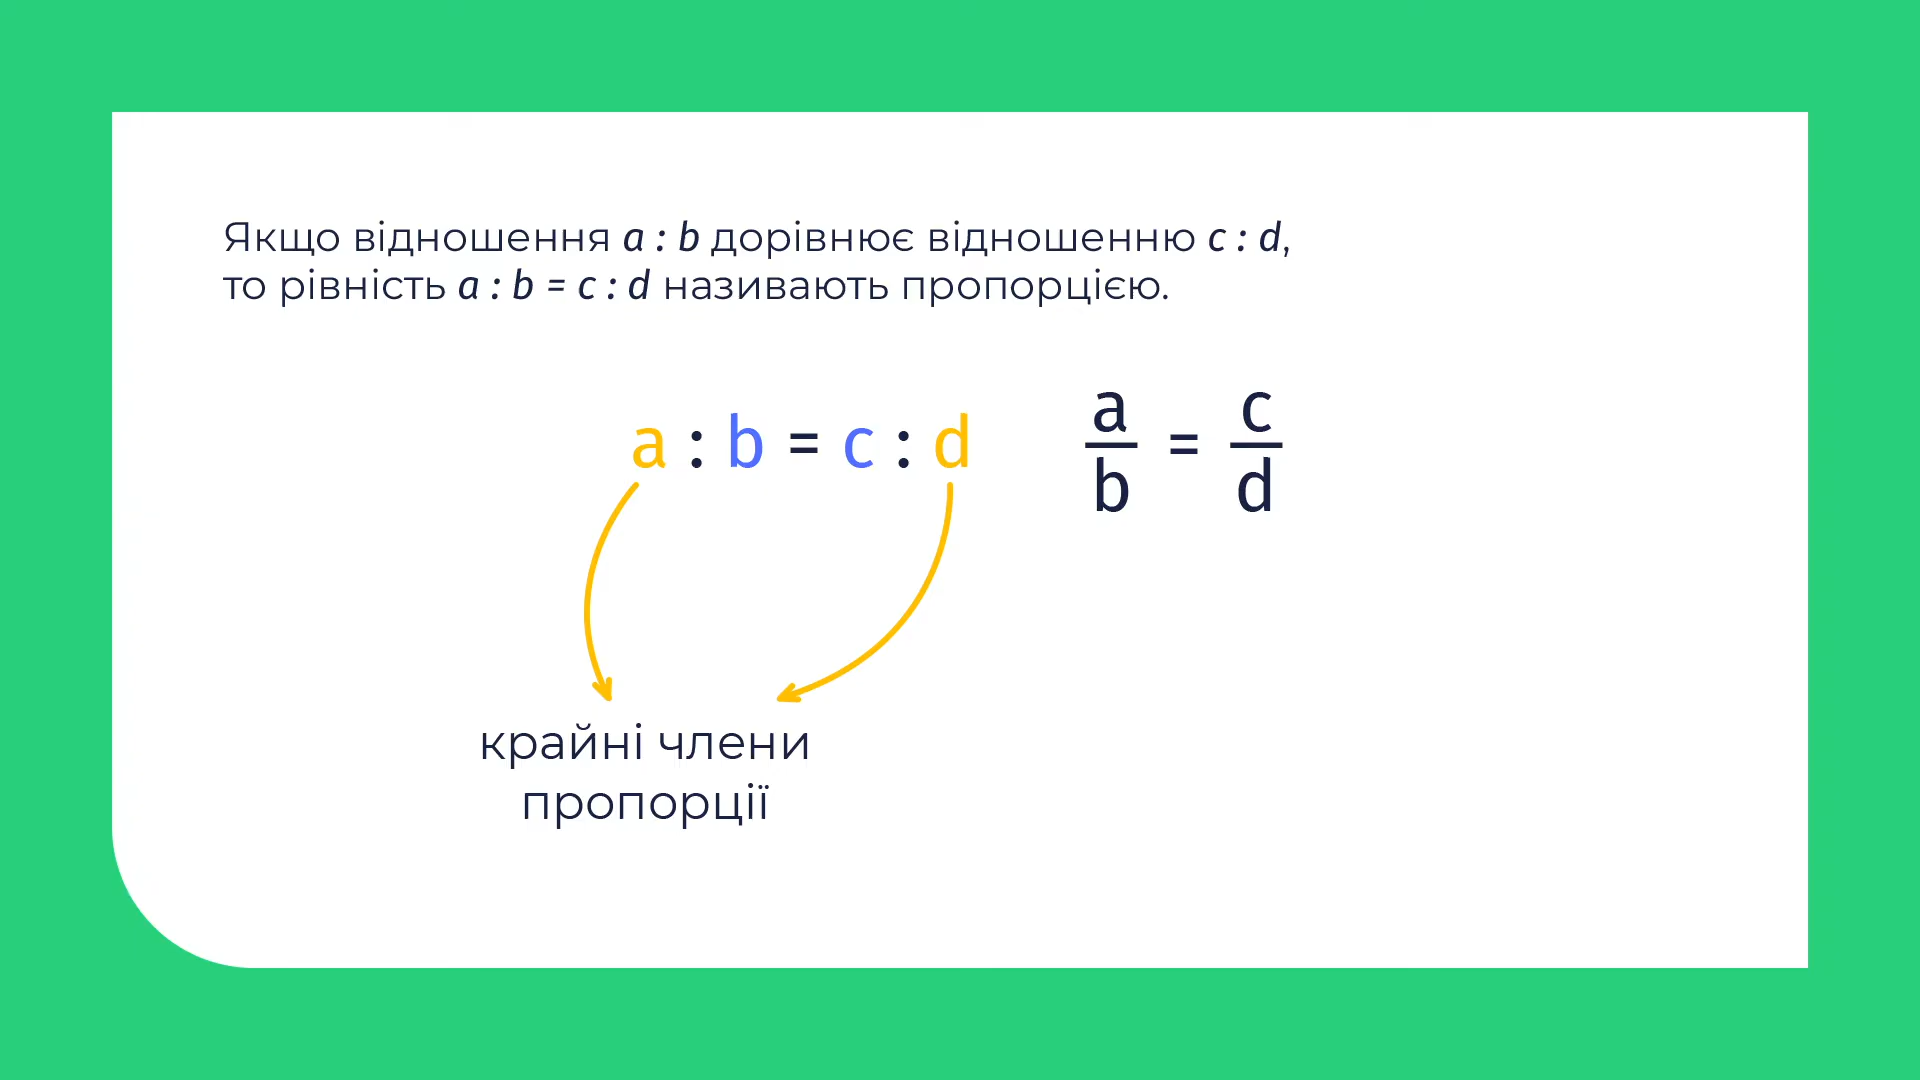 Якщо відношення a : b дорівнює відношенню c : d,
то рівність a : b = c : d називають пропорцією.
a : b = c : d
a/b = c/d
крайні члени
пропорції